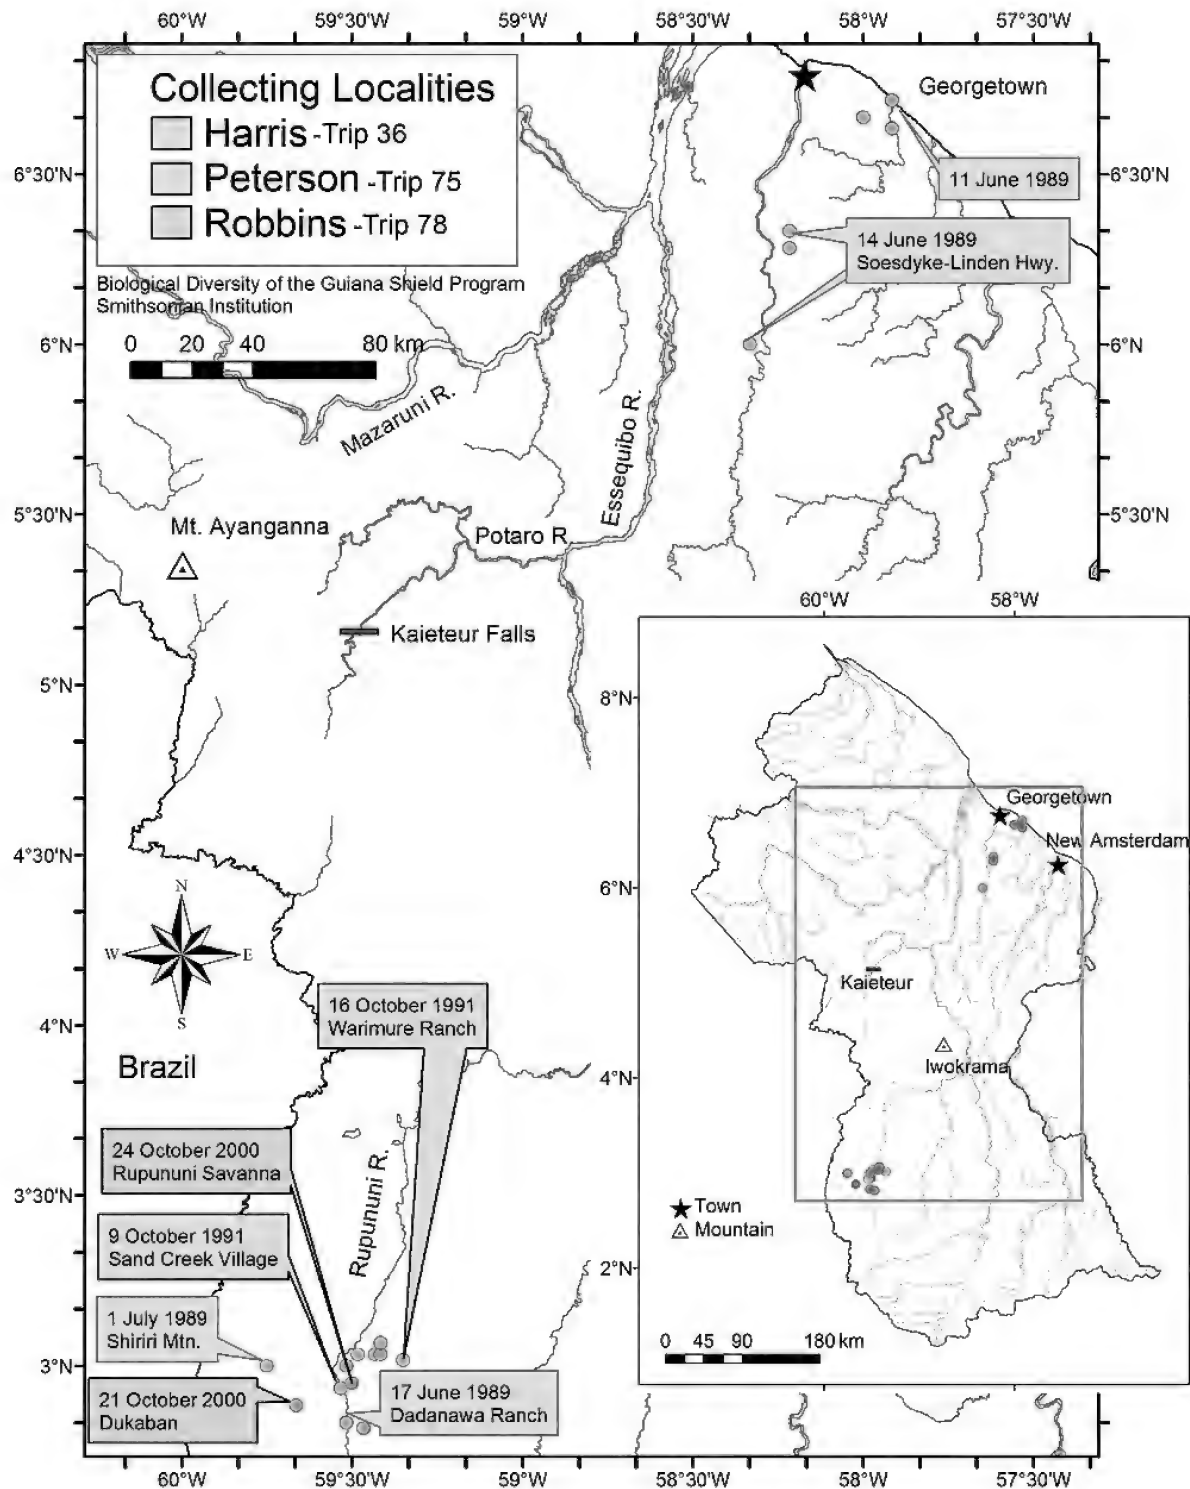 60°W 59°30'W 59°W 58°30'W 58°W 57°30'W
Collecting Localities
Harris -Trip 36
Peterson -Trip 75
Robbins -Trip 78
Biological Diversity of the Guiana Shield Program
Smithsonian Institution
0 20 40 80 km
Georgetown
11 June 1989
14 June 1989
Soesdyke-Linden Hwy.
6°30'N 6°30'N
6°N 6°N
5°30'N 5°30'N
5°N
4°30'N
4°N
3°30'N
3°N
Mazaruni R.
Essequibo R.
Mt. Ayanganna
Potaro R.
Kaieteur Falls
N
W E
S
Brazil
16 October 1991
Warimure Ranch
24 October 2000
Rupununi Savanna
Rupununi R.
9 October 1991
Sand Creek Village
1 July 1989
Shiriri Mtn.
21 October 2000
Dukaban
17 June 1989
Dadanawa Ranch
60°W 58°W
8°N
6°N
4°N
2°N
Georgetown
New Amsterdam
Kaieteur
Iwokrama
Town
Mountain
0 45 90 180 km
60°W 59°30'W 59°W 58°30'W 58°W 57°30'W